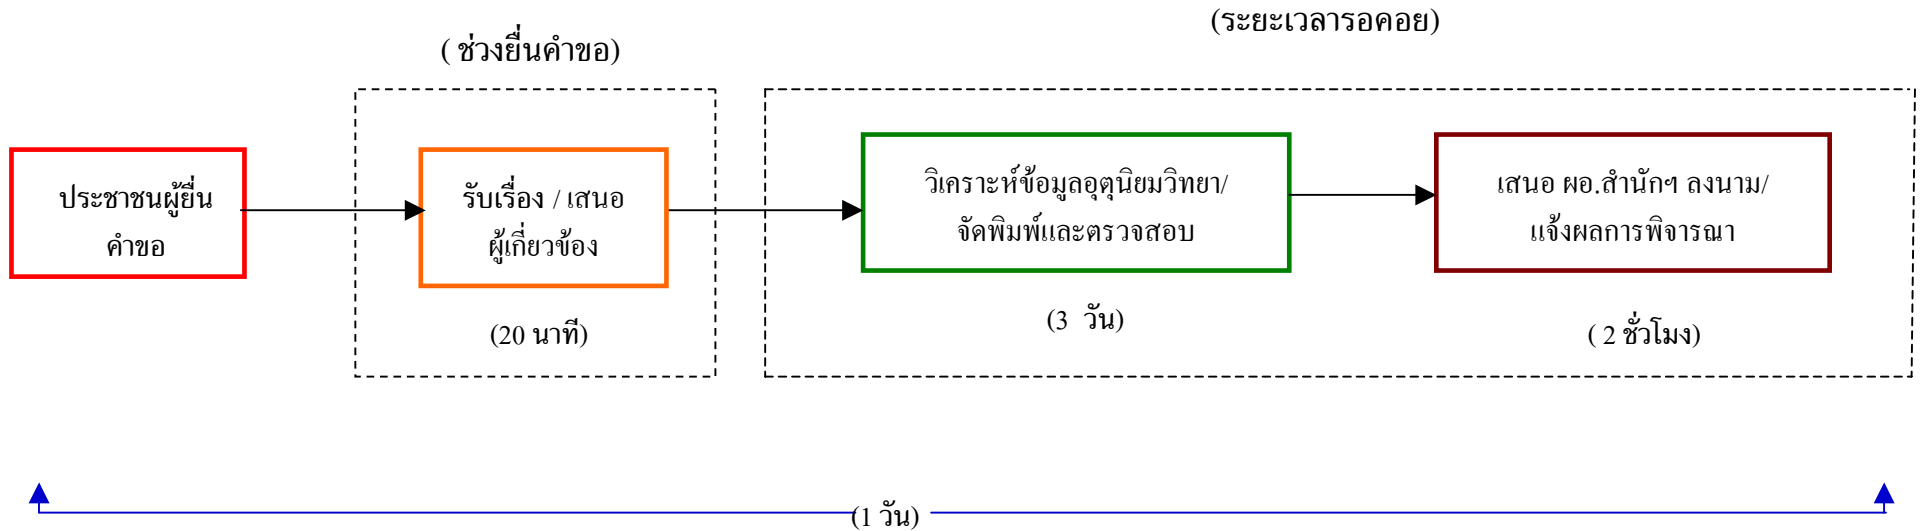 (ระยะเวลารอคอย)
( ช่วงยื่นคำขอ)
ประชาชนผู้ยื่น
คำขอ
รับเรื่อง / เสนอ
ผู้เกี่ยวข้อง
(20 นาที)
วิเคราะห์ข้อมูลอุตุนิยมวิทยา/
จัดพิมพ์และตรวจสอบ
(3 วัน)
เสนอ ผอ.สำนักฯ ลงนาม/
แจ้งผลการพิจารณา
( 2 ชั่วโมง)
(1 วัน)